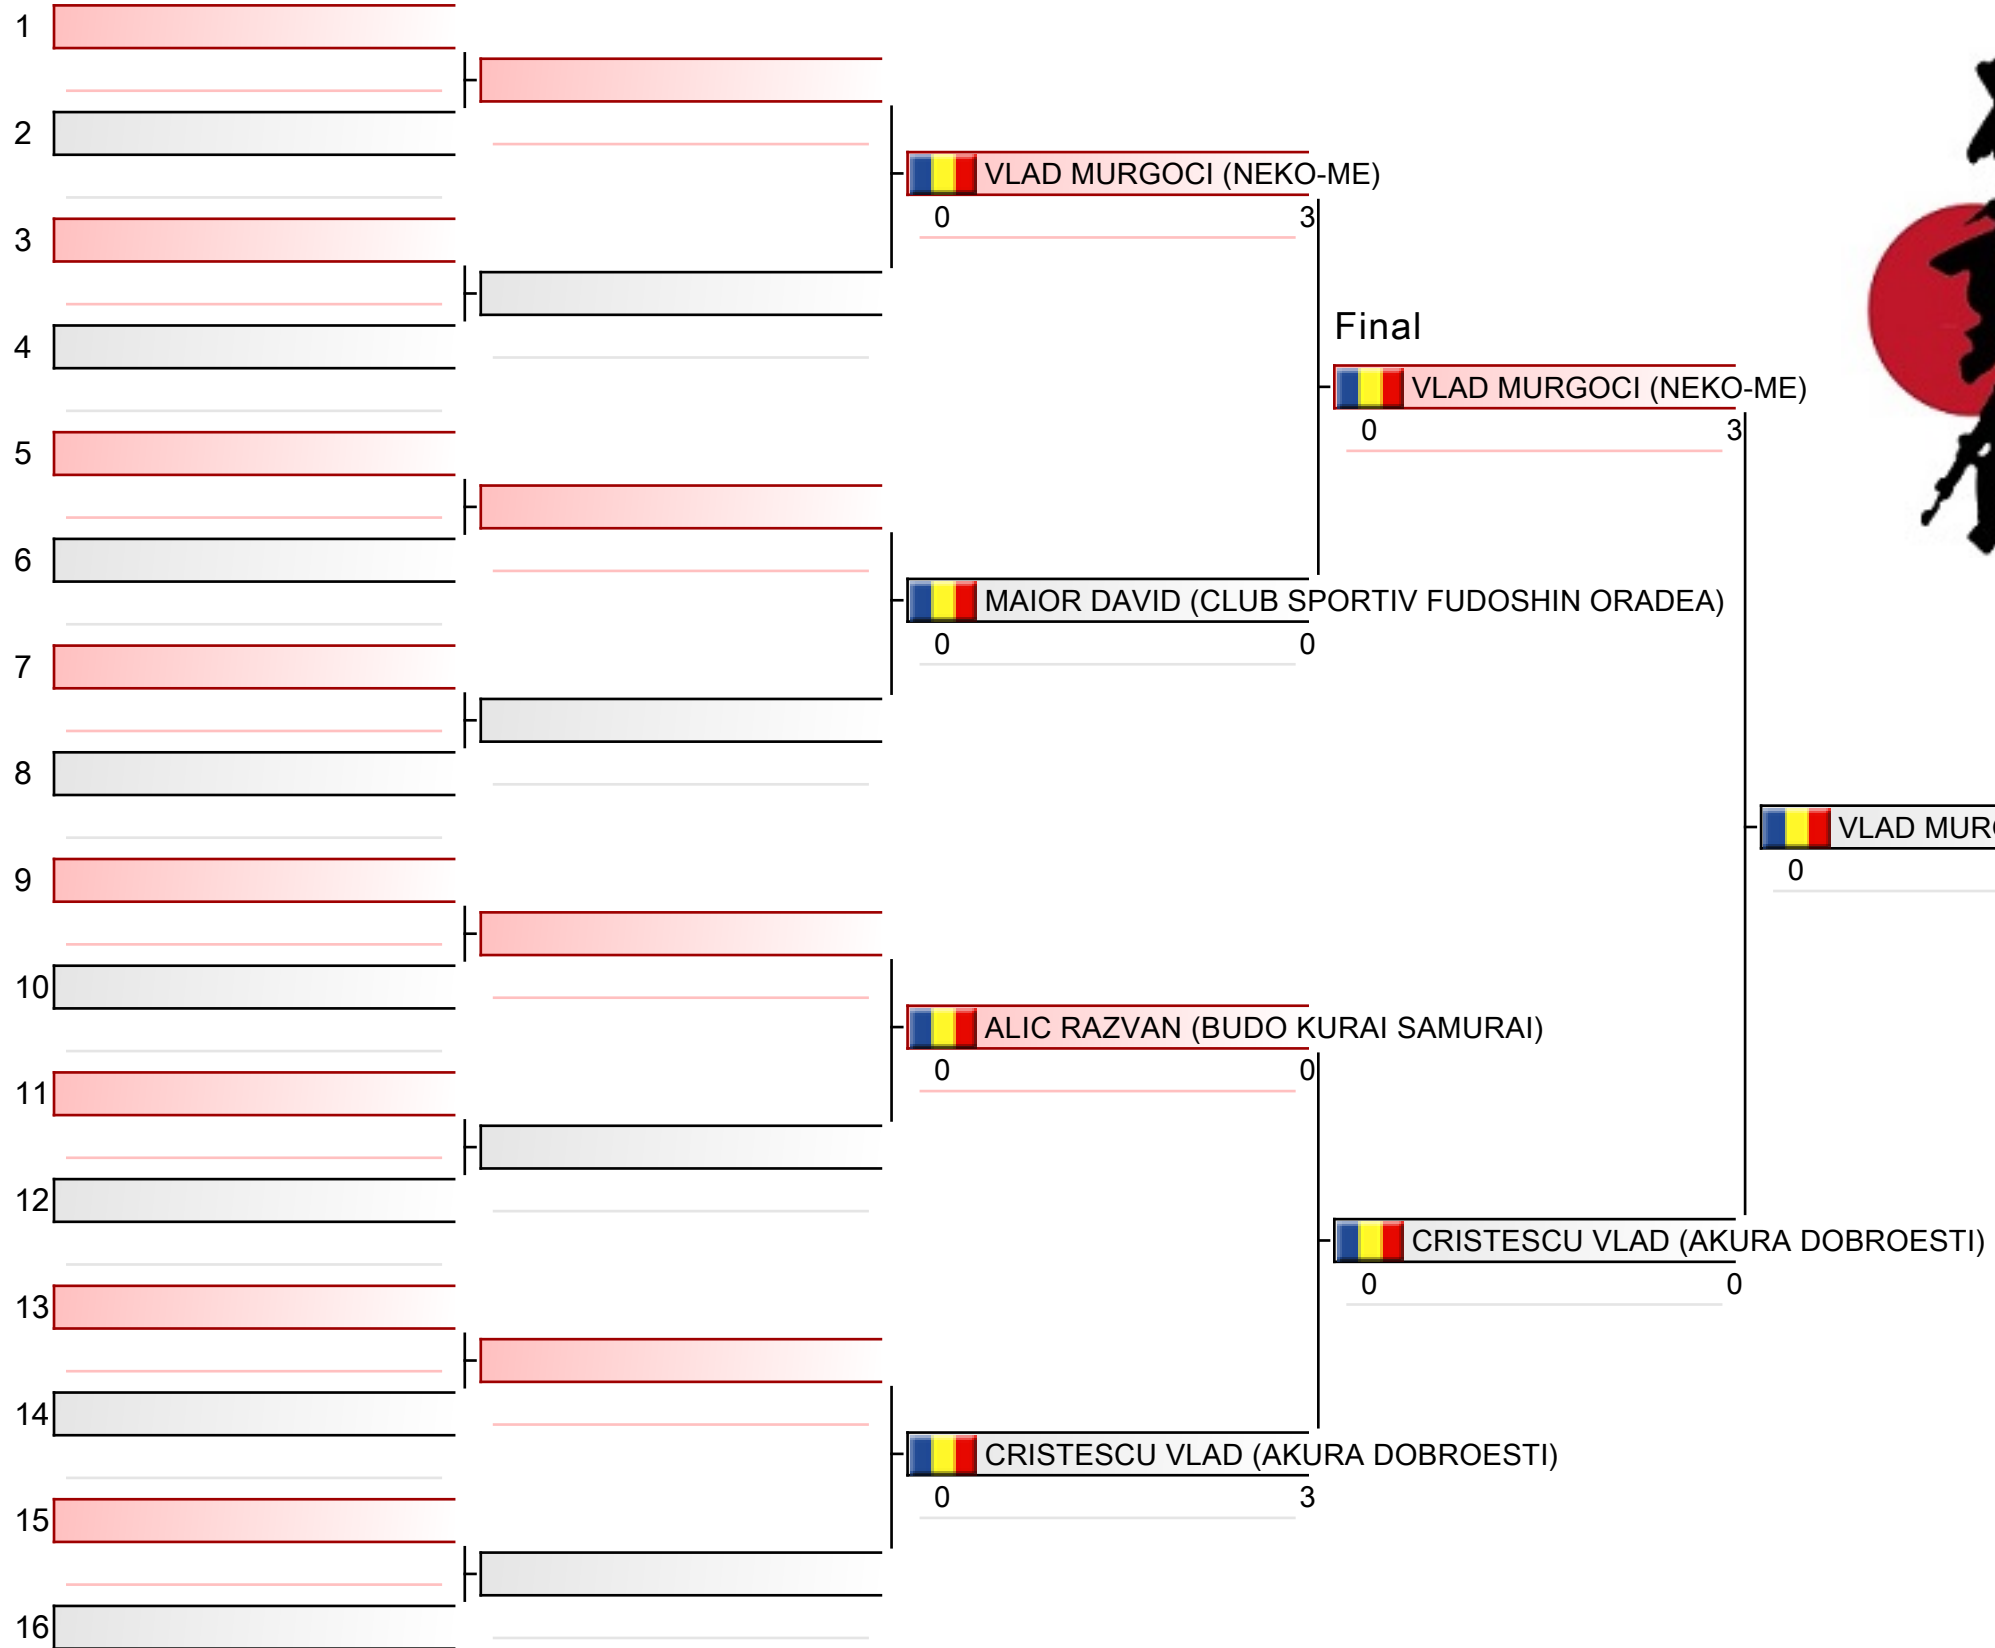 1
2
VLAD MURGOCI (NEKO-ME)
0 3
3
Final
4
VLAD MURGOCI (NEKO-ME)
0 3
5
6
MAIOR DAVID (CLUB SPORTIV FUDOSHIN ORADEA)
0 0
7
8
VLAD
0
9
10
ALIC RAZVAN (BUDO KURAI SAMURAI)
0 0
11
12
CRISTESCU VLAD (AKURA DOBROESTI)
0 0
13
14
CRISTESCU VLAD (AKURA DOBROESTI)
0 3
15
16